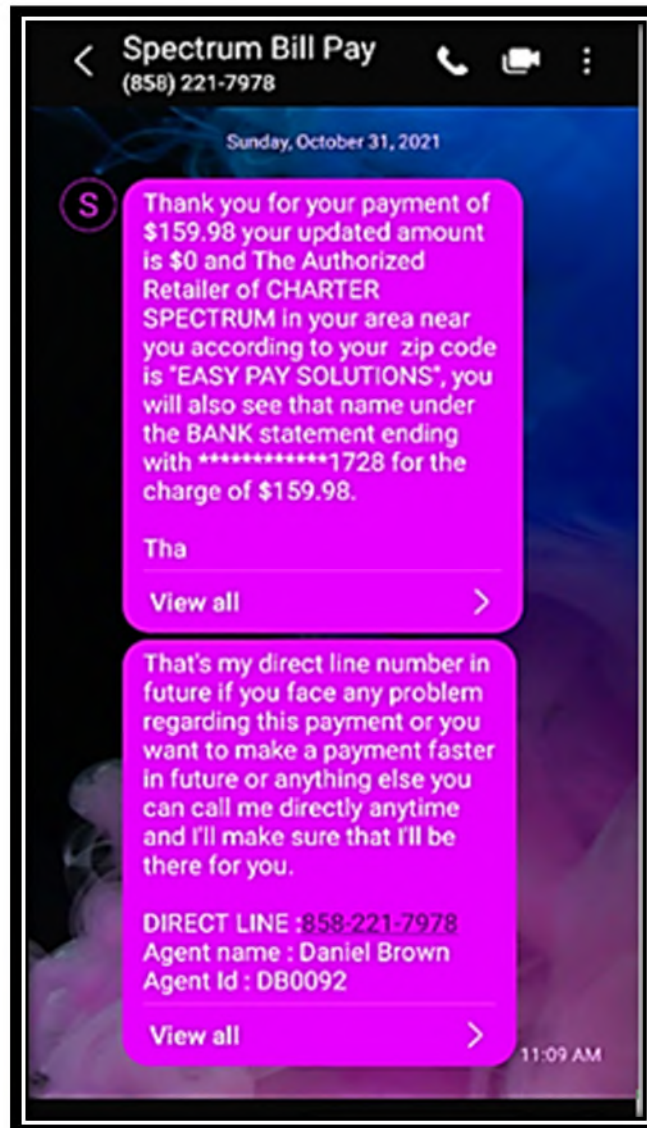 Spectrum Bill Pay
(858) 221-7978
Sunday, October 31, 2021
S
Thank you for your payment of
$159.98 your updated amount
is $0 and The Authorized
Retailer of CHARTER
SPECTRUM in your area near
you according to your  zip code
is "EASY PAY SOLUTIONS", you
will also see that name under
the BANK statement ending
with ************1728 for the
charge of $159.98.
Tha
View all
That's my direct line number in
future if you face any problem
regarding this payment or you
want to make a payment faster
in future or anything else you
can call me directly anytime
and I'll make sure that I'll be
there for you.
DIRECT LINE :858-221-7978
Agent name : Daniel Brown
Agent Id : DB0092
View all
11:09 AM